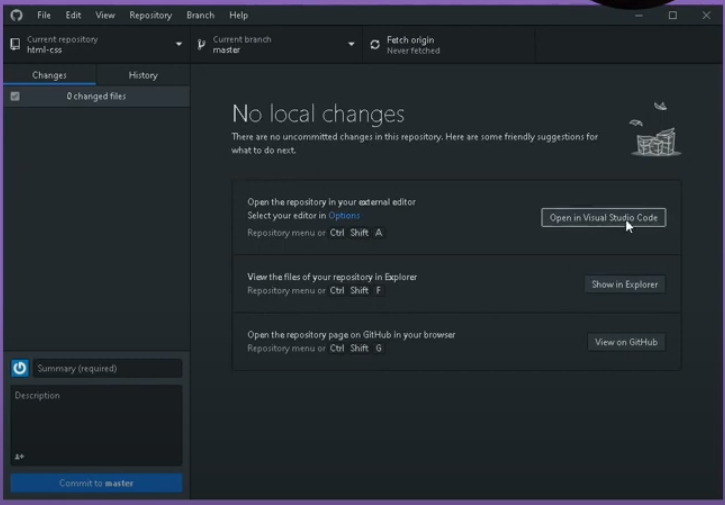 File Edit View Repository Branch Help
Current repository
html-css
Current branch
master
Fetch origin
Never fetched
Changes History
0 changed files
No local changes
There are no uncommitted changes in this repository. Here are some friendly suggestions for
what to do next.
Open the repository in your external editor
Select your editor in Options
Repository menu or Ctrl Shift A
Open in Visual Studio Code
View the files of your repository in Explorer
Repository menu or Ctrl Shift F
Show in Explorer
Open the repository page on GitHub in your browser
Repository menu or Ctrl Shift G
View on GitHub
Summary (required)
Description
Commit to master